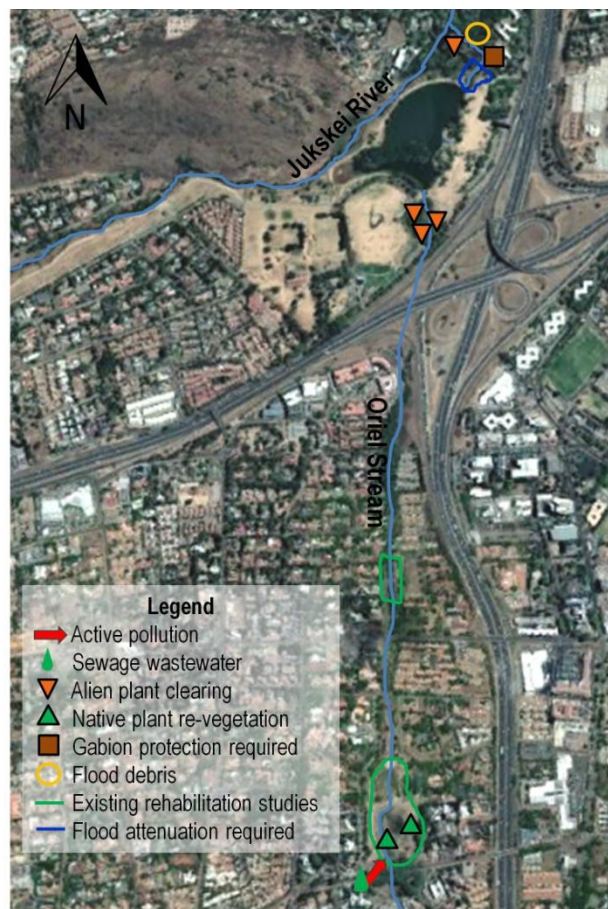 N
Jukskei River
Oriel Stream
Legend
Active pollution
Sewage wastewater
Alien plant clearing
Native plant re-vegetation
Gabion protection required
Flood debris
Existing rehabilitation studies
Flood attenuation required